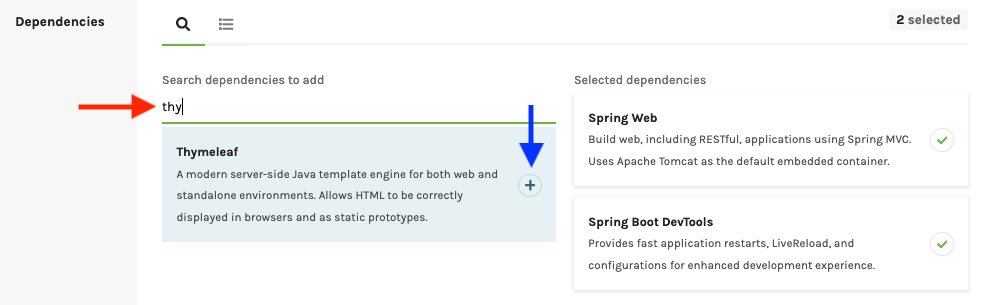 Dependencies
2 selected
Search dependencies to add
thy
Thymeleaf
A modern server-side Java template engine for both web and
standalone environments. Allows HTML to be correctly
displayed in browsers and as static prototypes.
Selected dependencies
Spring Web
Build web, including RESTful, applications using Spring MVC.
Uses Apache Tomcat as the default embedded container.
Spring Boot DevTools
Provides fast application restarts, LiveReload, and
configurations for enhanced development experience.